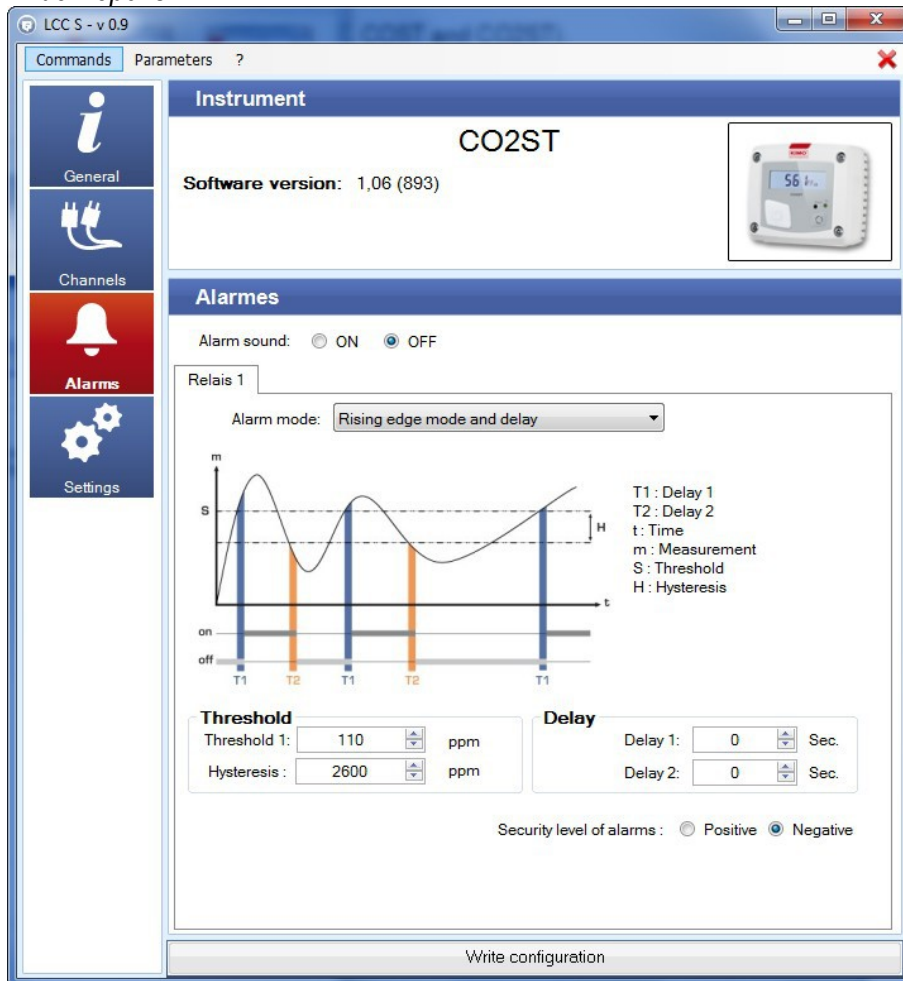 LCC S - v 0.9
Commands Parameters ?
Instrument
CO2ST
Software version: 1,06 (893)
KIMO
General
Channels
Alarms
Settings
Alarmes
Alarm sound: ON OFF
Relais 1
Alarm mode: Rising edge mode and delay
m
S
H
t
on
off
T1 T2 T1 T2 T1
T1 : Delay 1
T2 : Delay 2
t : Time
m : Measurement
S : Threshold
H : Hysteresis
Threshold
Threshold 1: 110 ppm
Hysteresis : 2600 ppm
Delay
Delay 1: 0 Sec.
Delay 2: 0 Sec.
Security level of alarms : Positive Negative
Write configuration